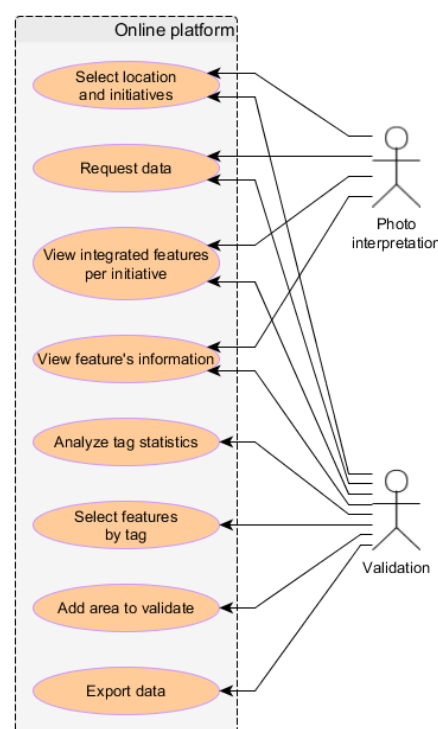 Online platform
Select location
and initiatives
Request data
Photo
interpretation
View integrated features
per initiative
View feature's information
Analyze tag statistics
Select features
by tag
Validation
Add area to validate
Export data